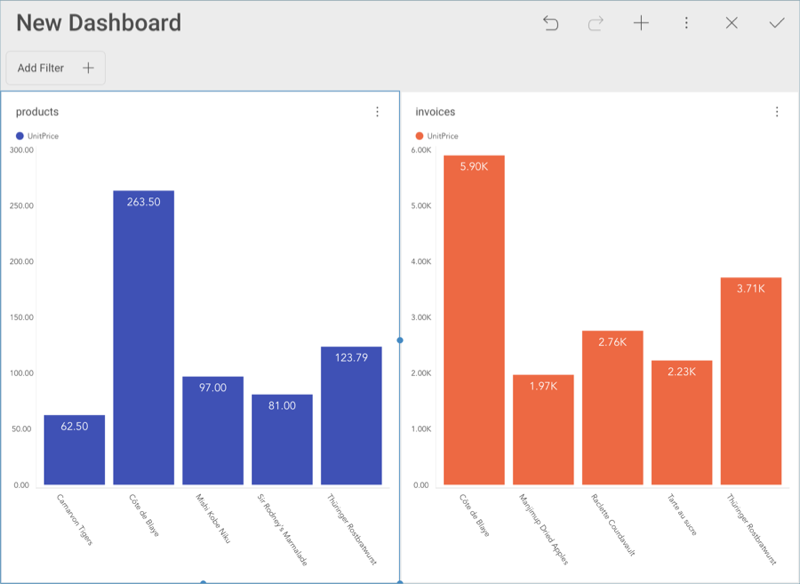 New Dashboard
Add Filter
products
UnitPrice
300.00
250.00
200.00
150.00
100.00
50.00
0.00
62.50
263.50
97.00
81.00
123.79
Carnarvon Tigers
Côte de Blaye
Mishi Kobe Niku
Sir Rodney's Marmalade
Thüringer Rostbratwurst
invoices
UnitPrice
6.00K
5.00K
4.00K
3.00K
2.00K
1.00K
0.00
5.90K
1.97K
2.76K
2.23K
3.71K
Côte de Blaye
Manjimup Dried Apples
Raclette Courdavault
Tarte au sucre
Thüringer Rostbratwurst